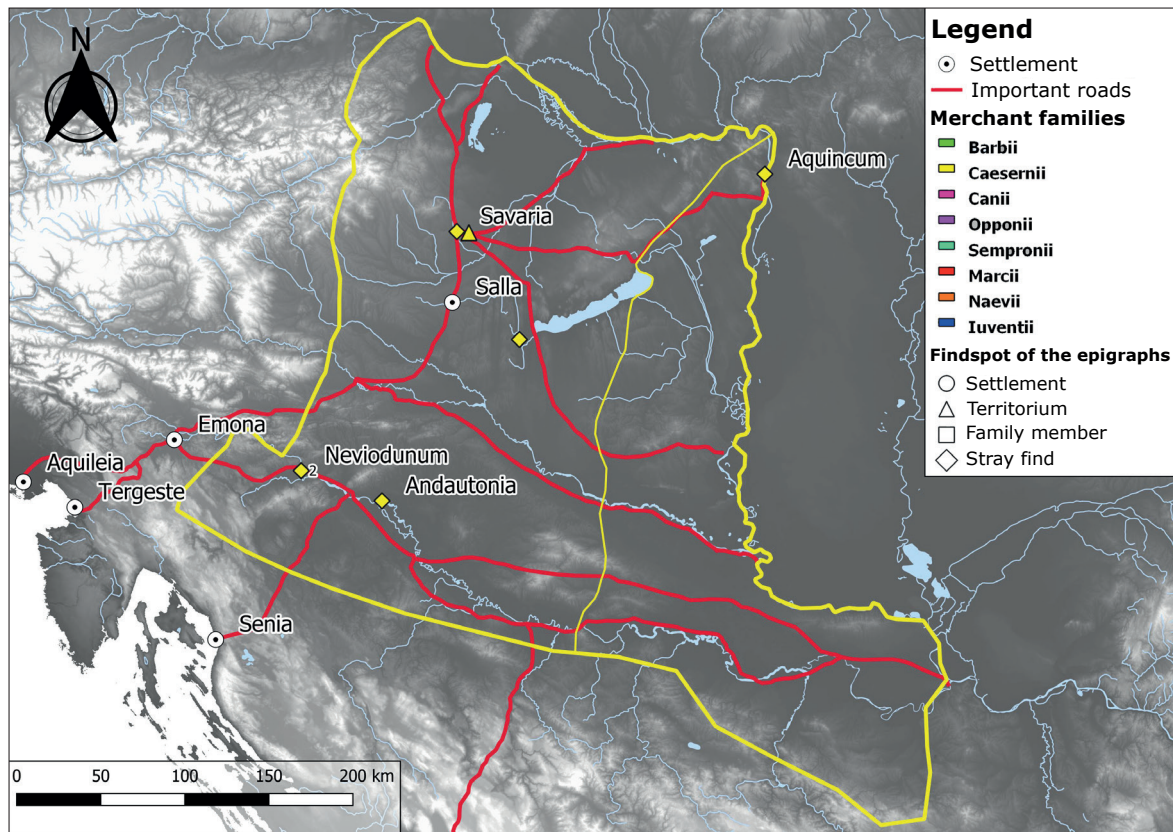 N
Legend
Settlement
Important roads
Merchant families
Barbii
Caesernii
Canii
Opponii
Sempronii
Marcii
Naevii
Iuventii
Findspot of the epigraphs
Settlement
Territorium
Family member
Stray find
Aquincum
Savaria
Salla
Emona
Neviodunum
2
Aquileia
Andautonia
Tergeste
Senia
0 50 100 150 200 km